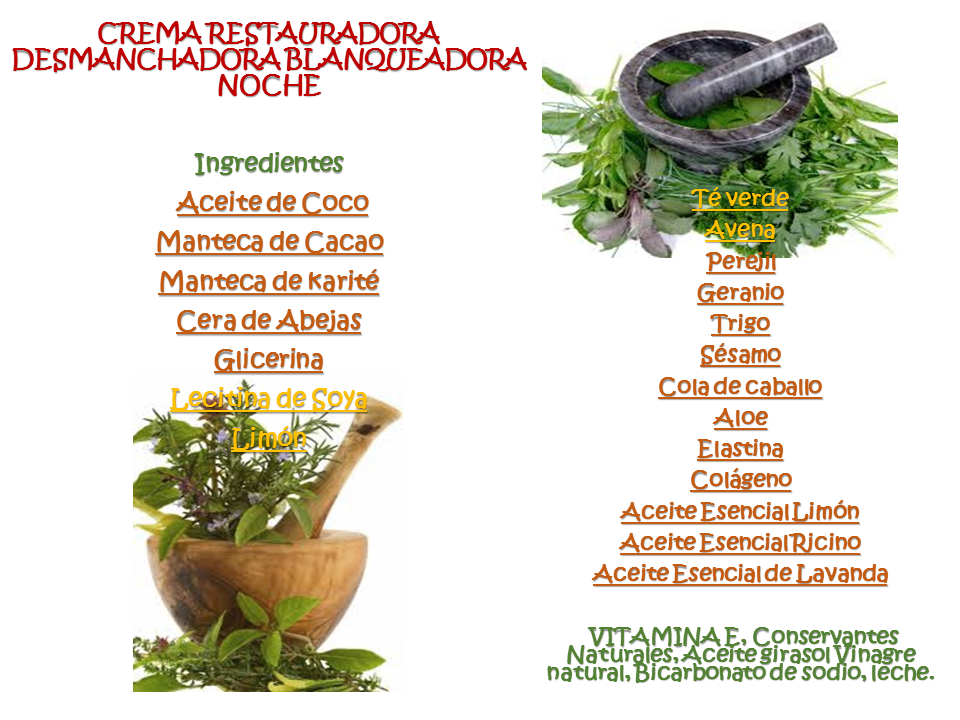 CREMA RESTAURADORA
DESMANCHADORA BLANQUEADORA
NOCHE
Ingredientes
Aceite de Coco
Manteca de Cacao
Manteca de karité
Cera de Abejas
Glicerina
Lecitina de Soya
Limón
Té verde
Avena
Perejil
Geranio
Trigo
Sésamo
Cola de caballo
Aloe
Elastina
Colágeno
Aceite Esencial Limón
Aceite Esencial Ricino
Aceite Esencial de Lavanda
VITAMINA E, Conservantes
Naturales, Aceite girasol Vinagre
natural, Bicarbonato de sodio, leche.